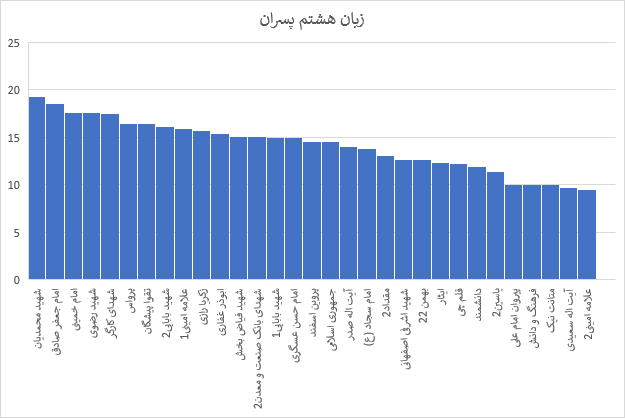 زبان هشتم پسران
25
20
15
10
5
0
شهید محمدیان
امام جعفر صادق
امام خمینی
شهید رضوی
شهدای کارگر
پرواس
تقوا پیشگان
شهید بابایی2
علامه امینی1
زکریا رازی
ابوذر غفاری
شهید فیاض بخش
شهدای بانک صنعت و معدن2
شهید بابایی1
امام حسن عسگری
پروین اسفند
جمهوری اسلامی
آیت اله صدر
امام سجاد (ع)
مقداد2
شهید اشرفی اصفهانی
22 بهمن
ایثار
قلم چی
دانشمند
یاسین2
پیروان امام علی
فرهنگ و دانش
متانت نیک
آیت اله سعیدی
علامه امینی2